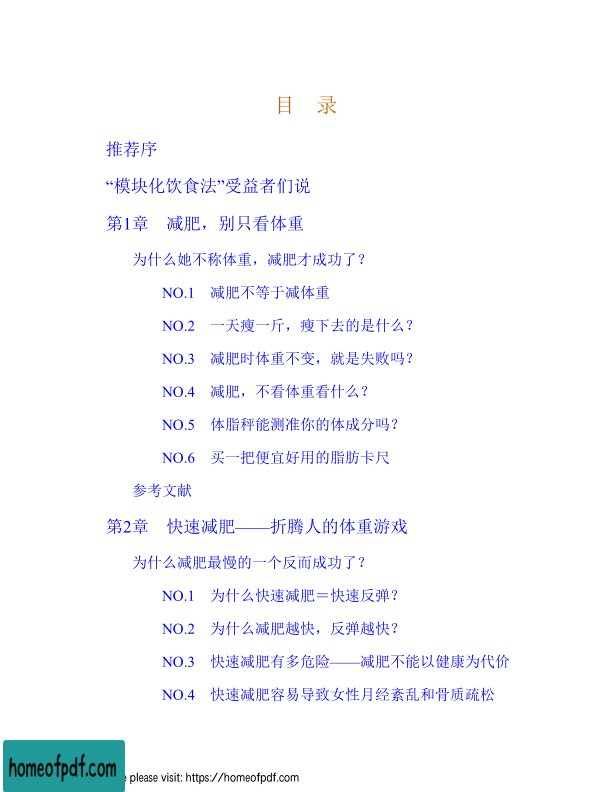 目 录
推荐序
“模块化饮食法”受益者们说
第1章 减肥，别只看体重
为什么她不称体重，减肥才成功了？
NO.1 减肥不等于减体重
NO.2 一天瘦一斤，瘦下去的是什么？
NO.3 减肥时体重不变，就是失败吗？
NO.4 减肥，不看体重看什么？
NO.5 体脂秤能测准你的体成分吗？
NO.6 买一把便宜好用的脂肪卡尺
参考文献
第2章 快速减肥——折腾人的体重游戏
为什么减肥最慢的一个反而成功了？
NO.1 为什么快速减肥＝快速反弹？
NO.2 为什么减肥越快，反弹越快？
NO.3 快速减肥有多危险——减肥不能以健康为代价
NO.4 快速减肥容易导致女性月经紊乱和骨质疏松
homeofpdf.com
please visit: https://homeofpdf.com